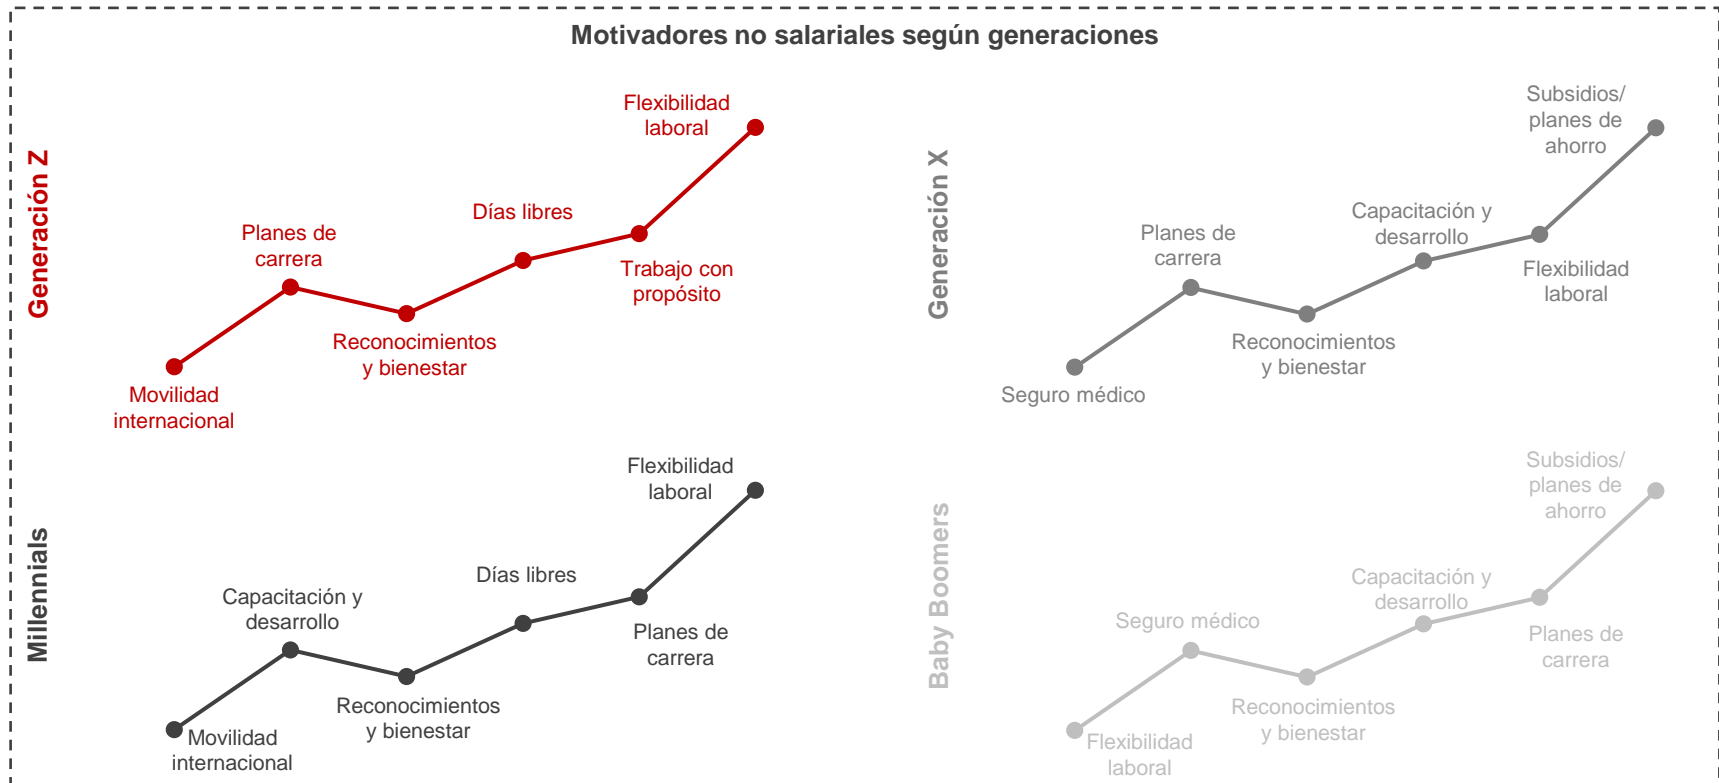 Motivadores no salariales según generaciones
Generación Z
Flexibilidad
laboral
Días libres
Planes de
carrera
Trabajo con
propósito
Reconocimientos
y bienestar
Movilidad
internacional
Generación X
Subsidios/
planes de
ahorro
Capacitación y
desarrollo
Planes de
carrera
Flexibilidad
laboral
Reconocimientos
y bienestar
Seguro médico
Millennials
Flexibilidad
laboral
Días libres
Capacitación y
desarrollo
Planes de
carrera
Reconocimientos
y bienestar
Movilidad
internacional
Baby Boomers
Subsidios/
planes de
ahorro
Capacitación y
desarrollo
Seguro médico
Planes de
carrera
Reconocimientos
y bienestar
Flexibilidad
laboral